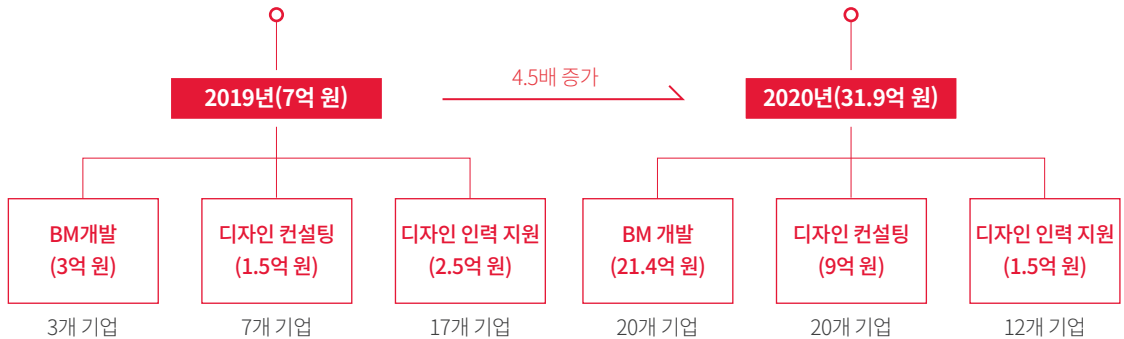 4.5배 증가
2019년(7억 원)
2020년(31.9억 원)
BM개발
(3억 원)
디자인 컨설팅
(1.5억 원)
디자인 인력 지원
(2.5억 원)
BM 개발
(21.4억 원)
디자인 컨설팅
(9억 원)
디자인 인력 지원
(1.5억 원)
3개 기업
7개 기업
17개 기업
20개 기업
20개 기업
12개 기업